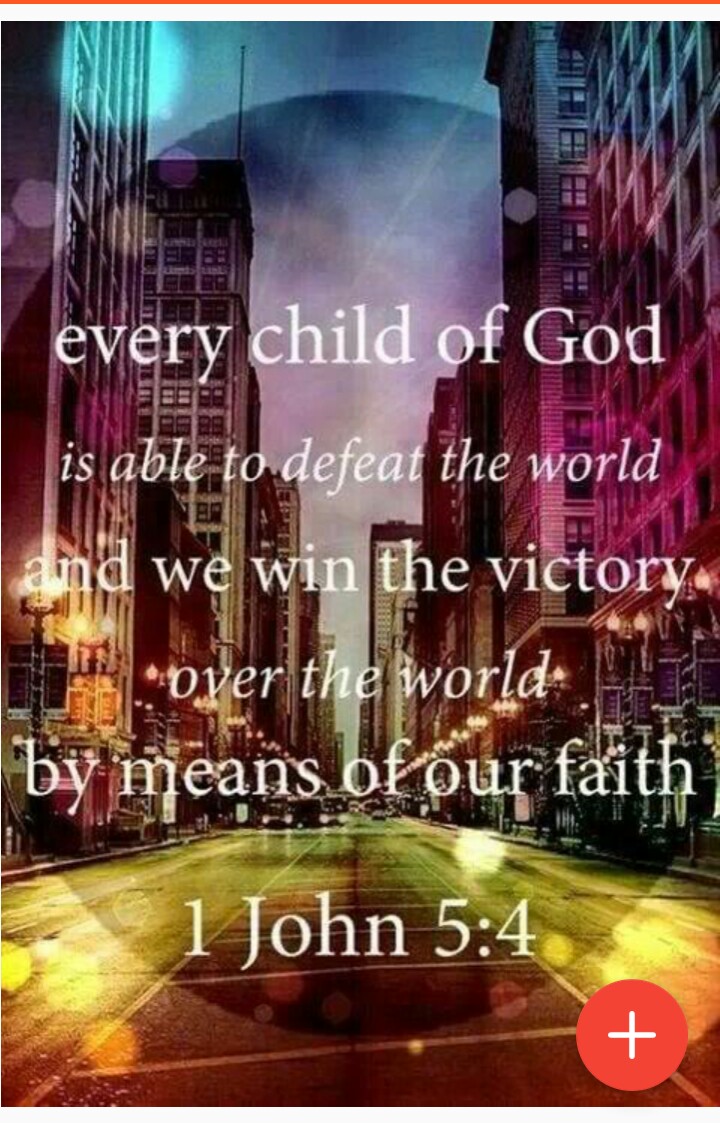 every child of God
is able to defeat the world
and we win the victory
over the world
by means of our faith
1 John 5:4